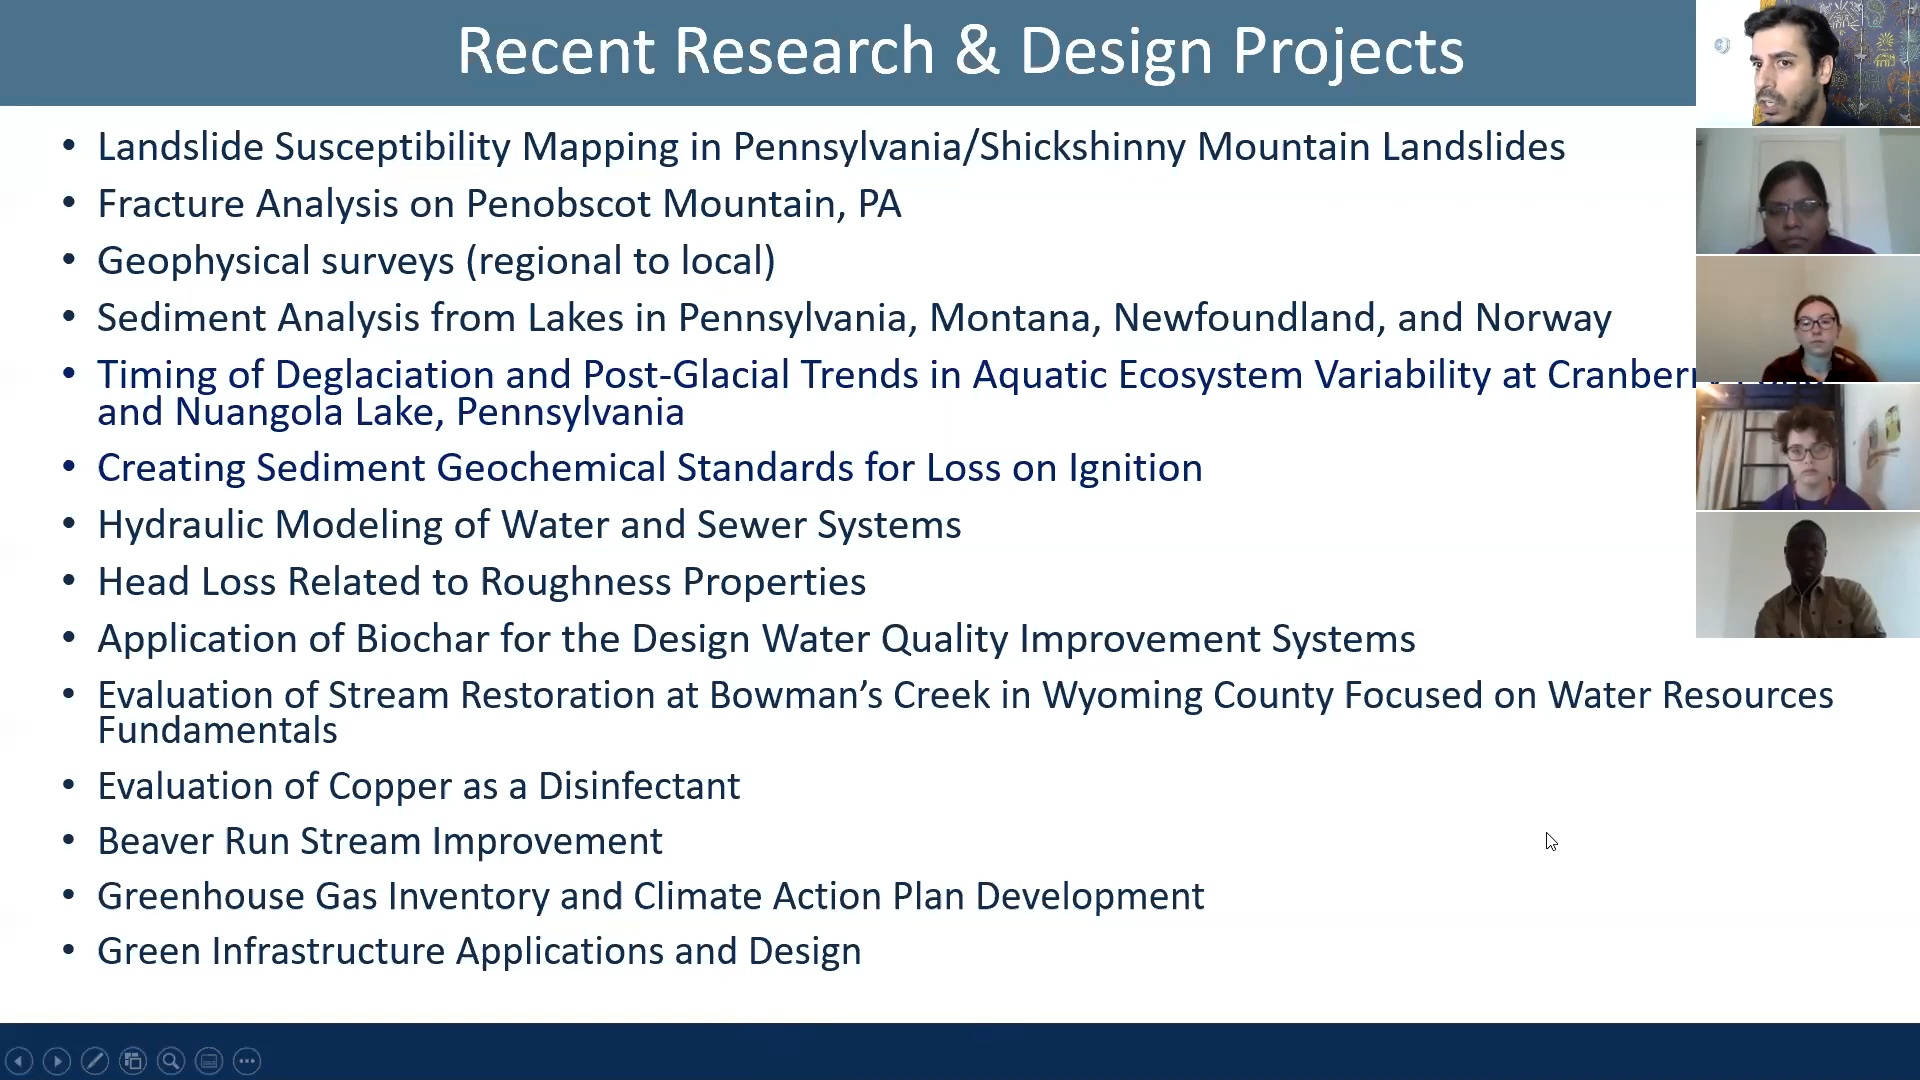 Recent Research & Design Projects
• Landslide Susceptibility Mapping in Pennsylvania/Shickshinny Mountain Landslides
• Fracture Analysis on Penobscot Mountain, PA
• Geophysical surveys (regional to local)
• Sediment Analysis from Lakes in Pennsylvania, Montana, Newfoundland, and Norway
• Timing of Deglaciation and Post-Glacial Trends in Aquatic Ecosystem Variability at
and Nuangola Lake, Pennsylvania
• Creating Sediment Geochemical Standards for Loss on Ignition
• Hydraulic Modeling of Water and Sewer Systems
• Head Loss Related to Roughness Properties
• Application of Biochar for the Design Water Quality Improvement Systems
• Evaluation of Stream Restoration at Bowman’s Creek in Wyoming County Focused on Water Resources
Fundamentals
• Evaluation of Copper as a Disinfectant
• Beaver Run Stream Improvement
• Greenhouse Gas Inventory and Climate Action Plan Development
• Green Infrastructure Applications and Design